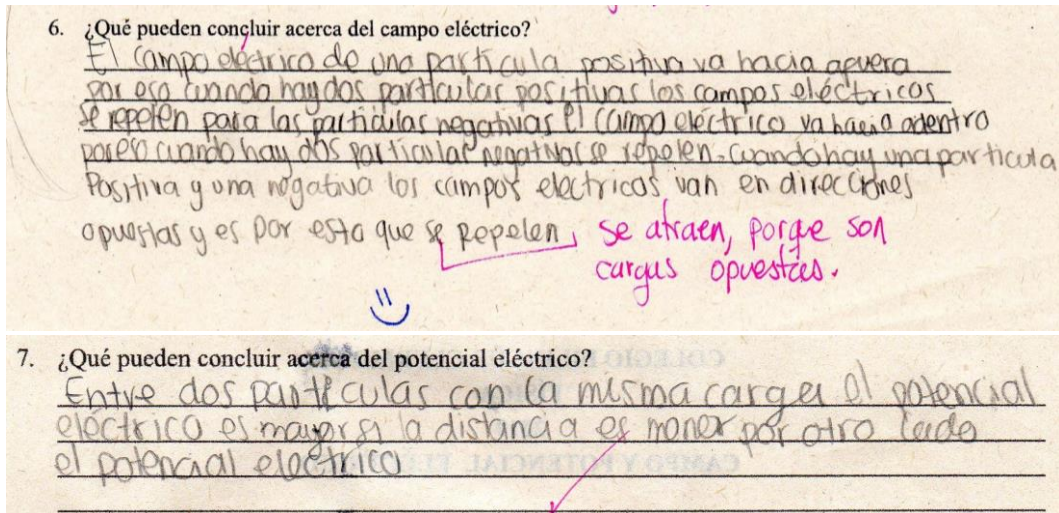 6. ¿Qué pueden concluir acerca del campo eléctrico?
El campo eléctrico de una partícula positiva va hacia afuera
por eso cuando hay dos partículas positivas los campos eléctricos
se repelen para las partículas negativas el campo eléctrico va hacia adentro
por eso cuando hay dos particulas negativas se repelen. Cuando hay una particula
Positiva y una negativa los campos electricos van en direcciones
opuestas y es por esto que se Repelen, se atraen, porqe son
cargas opuestas.
7. ¿Qué pueden concluir acerca del potencial eléctrico?
Entre dos partículas con la misma carga el potencial
eléctrico es mayor si la distancia es menor por otro lado
el potencial eléctrico